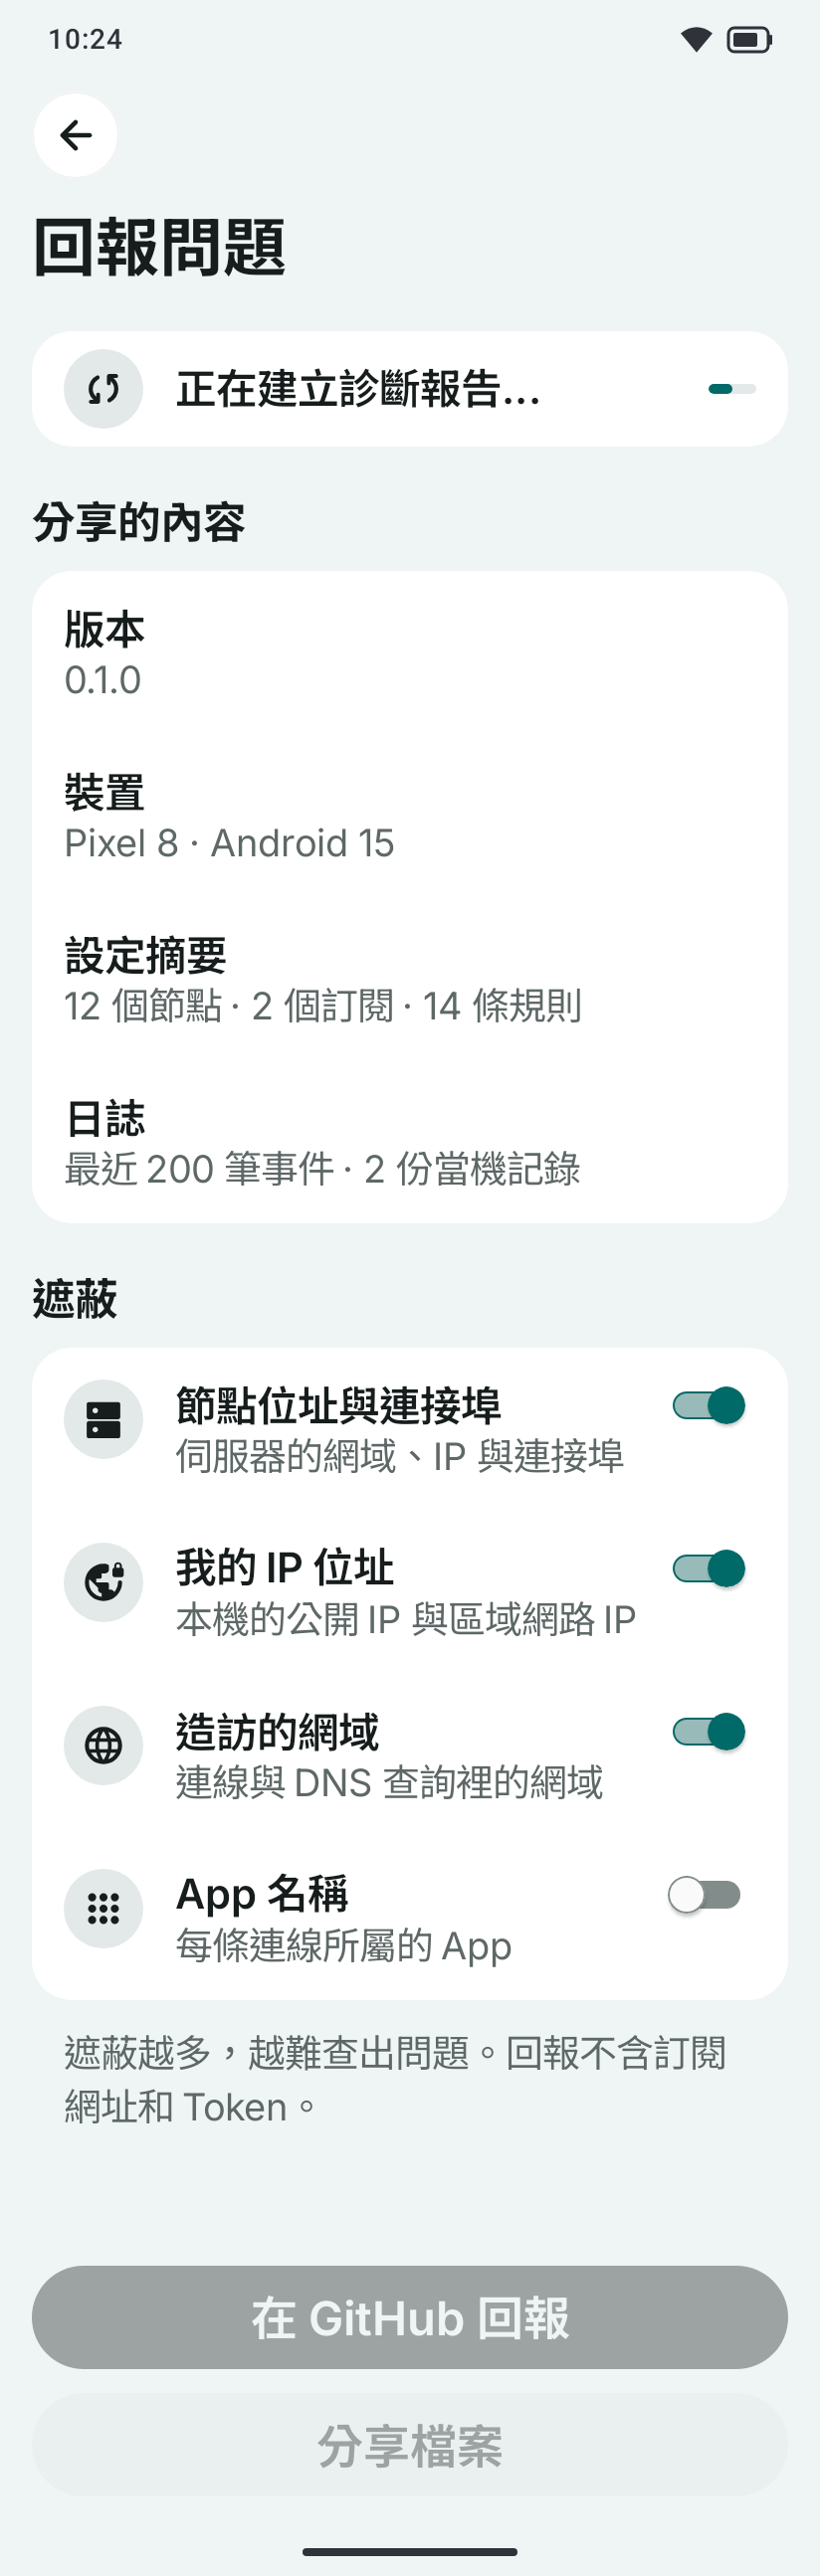 10:24
回報問題
正在建立診斷報告...
分享的內容
版本
0.1.0
裝置
Pixel 8 · Android 15
設定摘要
12 個節點 · 2 個訂閱 · 14 條規則
日誌
最近 200 筆事件 · 2 份當機記錄
遮蔽
節點位址與連接埠
伺服器的網域、IP 與連接埠
我的 IP 位址
本機的公開 IP 與區域網路 IP
造訪的網域
連線與 DNS 查詢裡的網域
App 名稱
每條連線所屬的 App
遮蔽越多，越難查出問題。回報不含訂閱
網址和 Token。
在 GitHub 回報
分享檔案